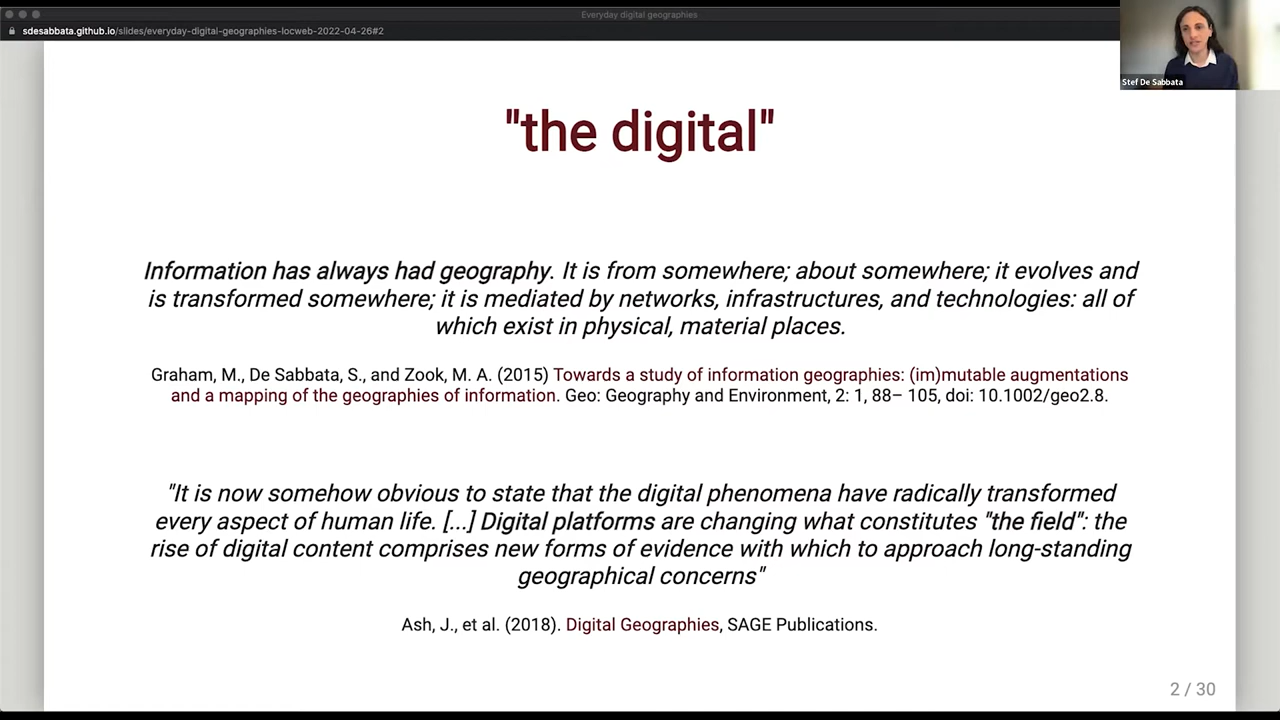 Everyday digital geographies
sdesabbata.github.io/slides/everyday-digital-geographies-locweb-2022-04-26#2
Stef De Sabbata
"the digital"
Information has always had geography. It is from somewhere; about somewhere; it evolves and
is transformed somewhere; it is mediated by networks, infrastructures, and technologies: all of
which exist in physical, material places.
Graham, M., De Sabbata, S., and Zook, M. A. (2015) Towards a study of information geographies: (im)mutable augmentations
and a mapping of the geographies of information. Geo: Geography and Environment, 2: 1, 88– 105, doi: 10.1002/geo2.8.
"It is now somehow obvious to state that the digital phenomena have radically transformed
every aspect of human life. [...] Digital platforms are changing what constitutes "the field": the
rise of digital content comprises new forms of evidence with which to approach long-standing
geographical concerns"
Ash, J., et al. (2018). Digital Geographies, SAGE Publications.
2 / 30